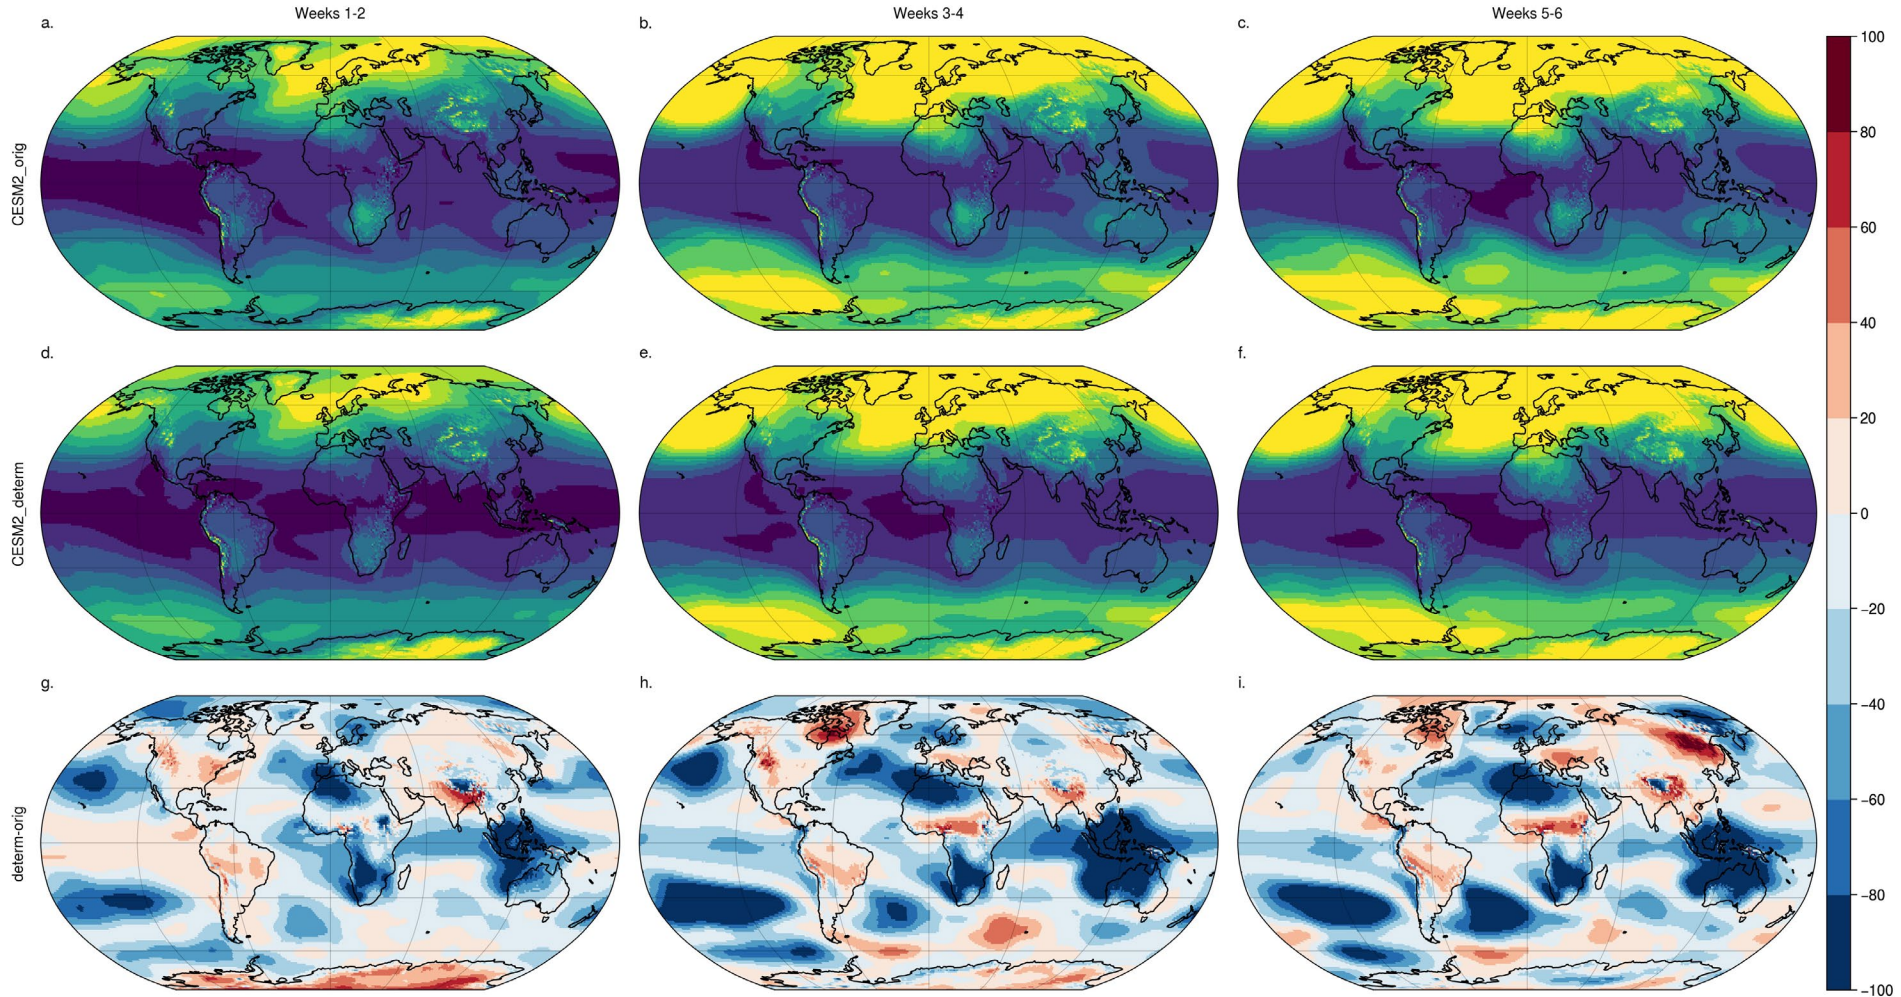 Weeks 1-2
Weeks 3-4
Weeks 5-6
a.
b.
c.
CESM2_orig
d.
e.
f.
CESM2_determ
g.
h.
i.
determ-orig
100
80
60
40
20
0
−20
−40
−60
−80
−100